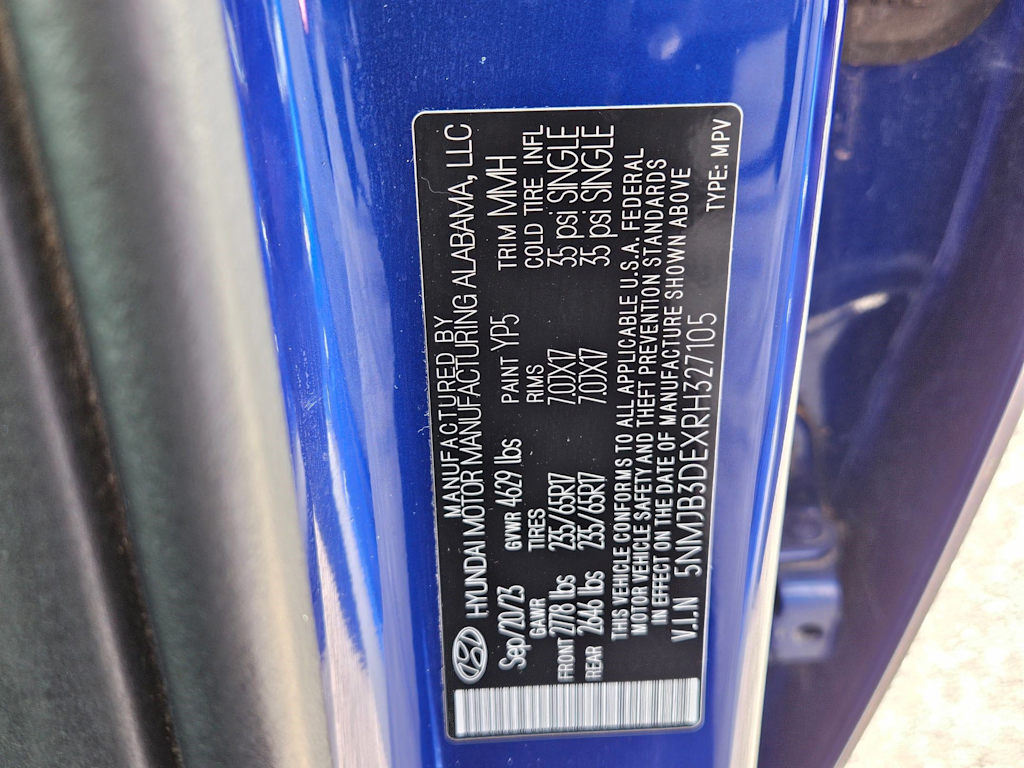 MANUFACTURED BY
HYUNDAI MOTOR MANUFACTURING ALABAMA, LLC
Sep/20/23 GVWR 4629 lbs PAINT YP5 TRIM MMH
GAWR TIRES RIMS COLD TIRE INFL
FRONT 2778 lbs 235/65R17 7.0JX17 35 psi SINGLE
REAR 2646 lbs 235/65R17 7.0JX17 35 psi SINGLE
THIS VEHICLE CONFORMS TO ALL APPLICABLE U.S.A. FEDERAL
MOTOR VEHICLE SAFETY AND THEFT PREVENTION STANDARDS
IN EFFECT ON THE DATE OF MANUFACTURE SHOWN ABOVE
V.I.N 5NMJB3DEXRH327105 TYPE: MPV